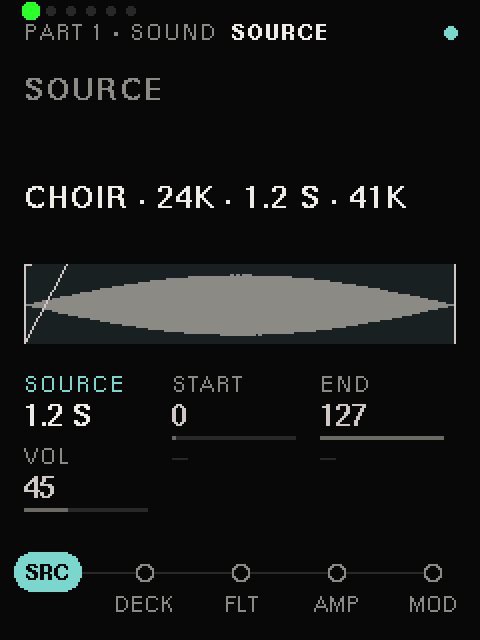 PART 1 · SOUND SOURCE
SOURCE
CHOIR · 24K · 1.2 S · 41K
SOURCE START END
1.2 S 0 127
VOL — —
45
SRC
DECK FLT AMP MOD